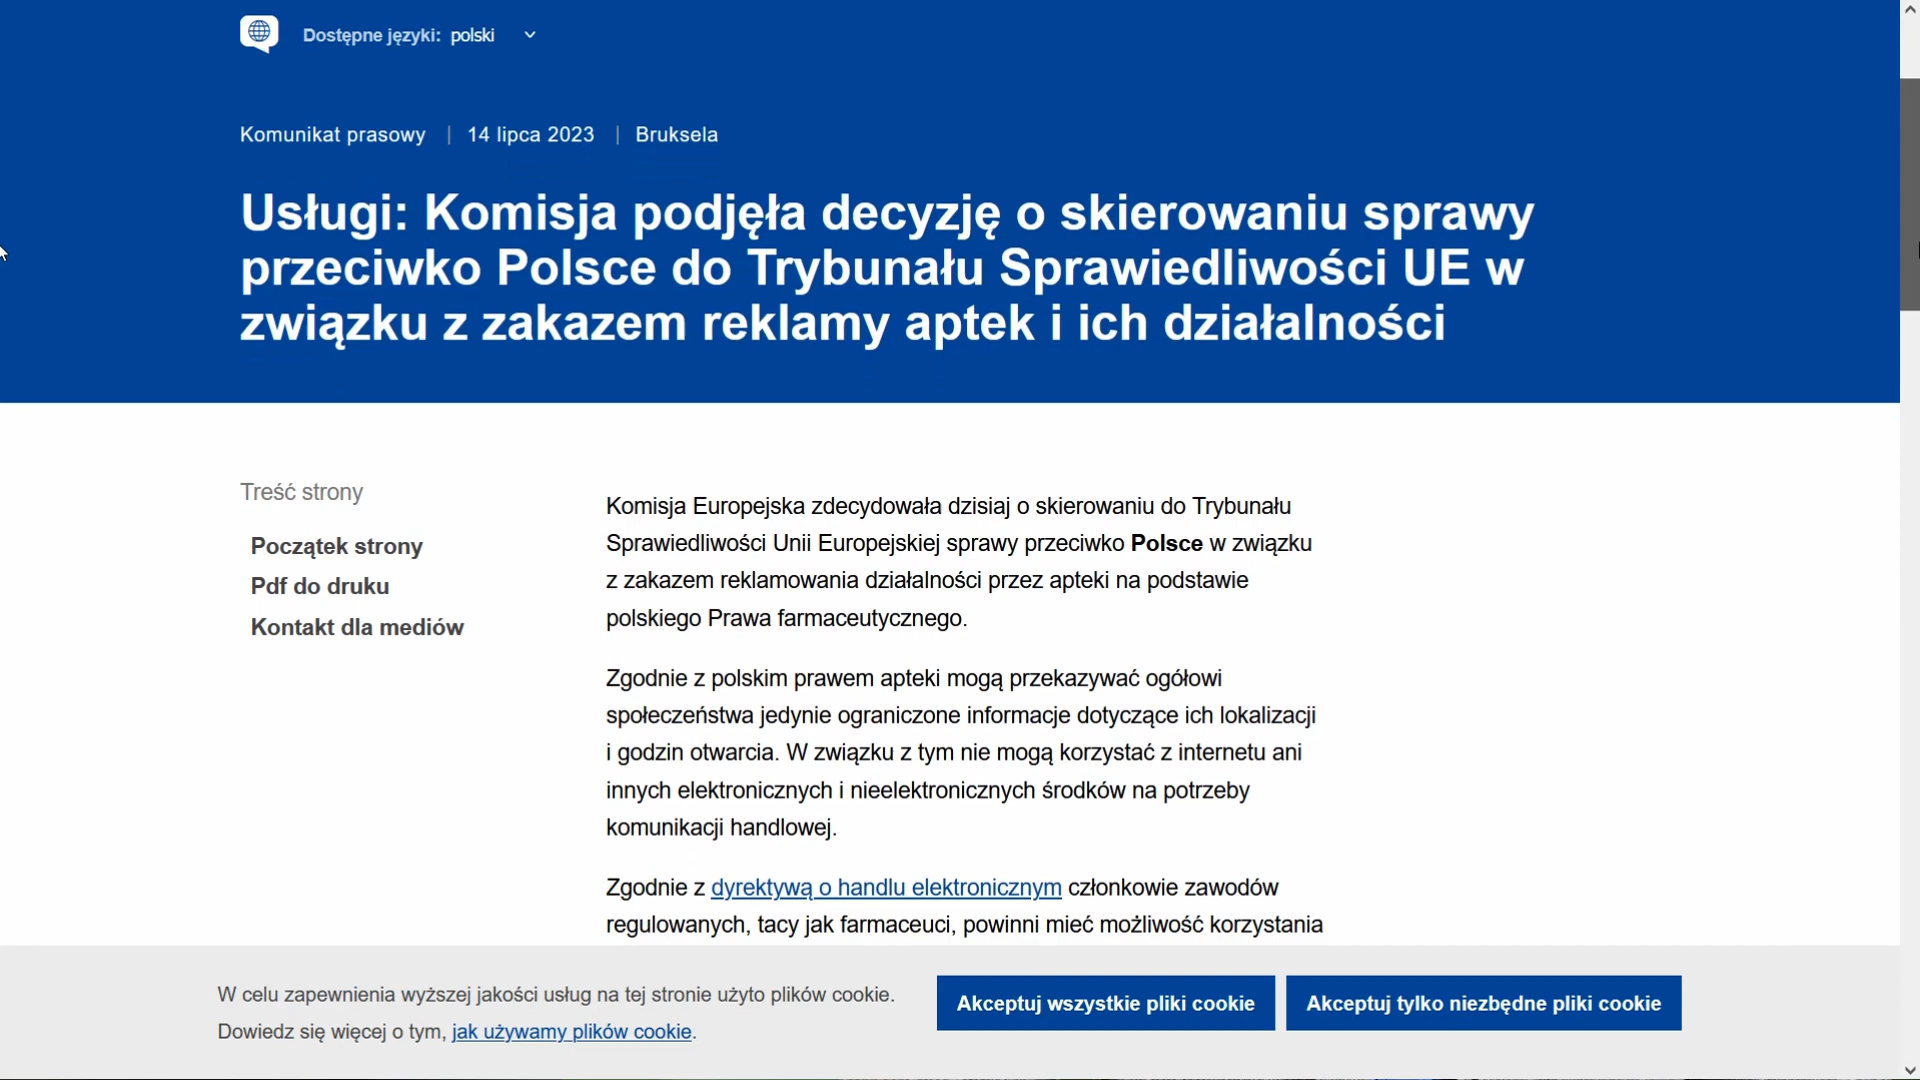 Dostępne języki: polski
Komunikat prasowy | 14 lipca 2023 | Bruksela
Usługi: Komisja podjęła decyzję o skierowaniu sprawy
przeciwko Polsce do Trybunału Sprawiedliwości UE w
związku z zakazem reklamy aptek i ich działalności
Treść strony
Początek strony
Pdf do druku
Kontakt dla mediów
Komisja Europejska zdecydowała dzisiaj o skierowaniu do Trybunału
Sprawiedliwości Unii Europejskiej sprawy przeciwko Polsce w związku
z zakazem reklamowania działalności przez apteki na podstawie
polskiego Prawa farmaceutycznego.
Zgodnie z polskim prawem apteki mogą przekazywać ogółowi
społeczeństwa jedynie ograniczone informacje dotyczące ich lokalizacji
i godzin otwarcia. W związku z tym nie mogą korzystać z internetu ani
innych elektronicznych i nieelektronicznych środków na potrzeby
komunikacji handlowej.
Zgodnie z dyrektywą o handlu elektronicznym członkowie zawodów
regulowanych, tacy jak farmaceuci, powinni mieć możliwość korzystania
W celu zapewnienia wyższej jakości usług na tej stronie użyto plików cookie.
Dowiedz się więcej o tym, jak używamy plików cookie.
Akceptuj wszystkie pliki cookie
Akceptuj tylko niezbędne pliki cookie